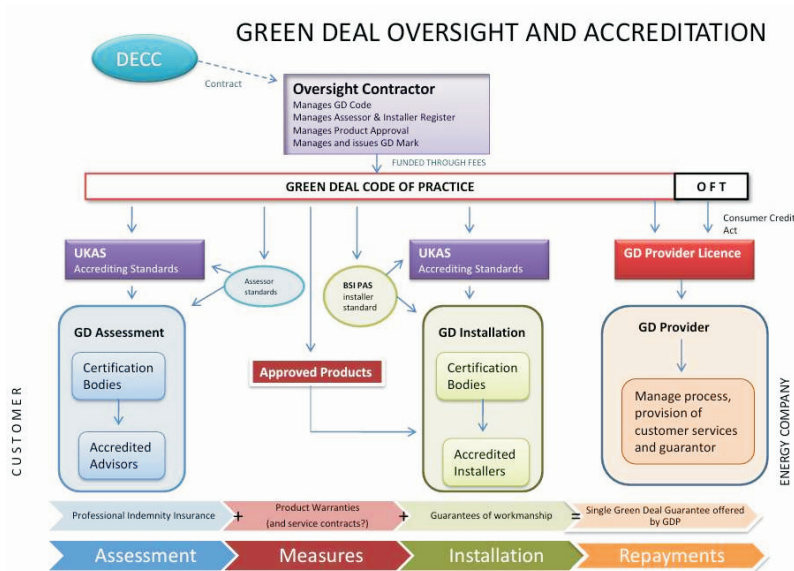 GREEN DEAL OVERSIGHT AND ACCREDITATION
DECC
Contract
Oversight Contractor
Manages GD Code
Manages Assessor & Installer Register
Manages Product Approval
Manages and issues GD Mark
FUNDED THROUGH FEES
GREEN DEAL CODE OF PRACTICE
O F T
Consumer Credit
Act
UKAS
Accrediting Standards
Assessor
standards
BSI PAS
installer
standard
UKAS
Accrediting Standards
GD Provider Licence
GD Assessment
Certification
Bodies
Accredited
Advisors
Approved Products
GD Installation
Certification
Bodies
Accredited
Installers
GD Provider
Manage process,
provision of
customer services
and guarantor
CUSTOMER
ENERGY COMPANY
Professional Indemnity Insurance
+
Product Warranties
(and service contracts?)
+
Guarantees of workmanship
=
Single Green Deal Guarantee offered
by GDP
Assessment
Measures
Installation
Repayments